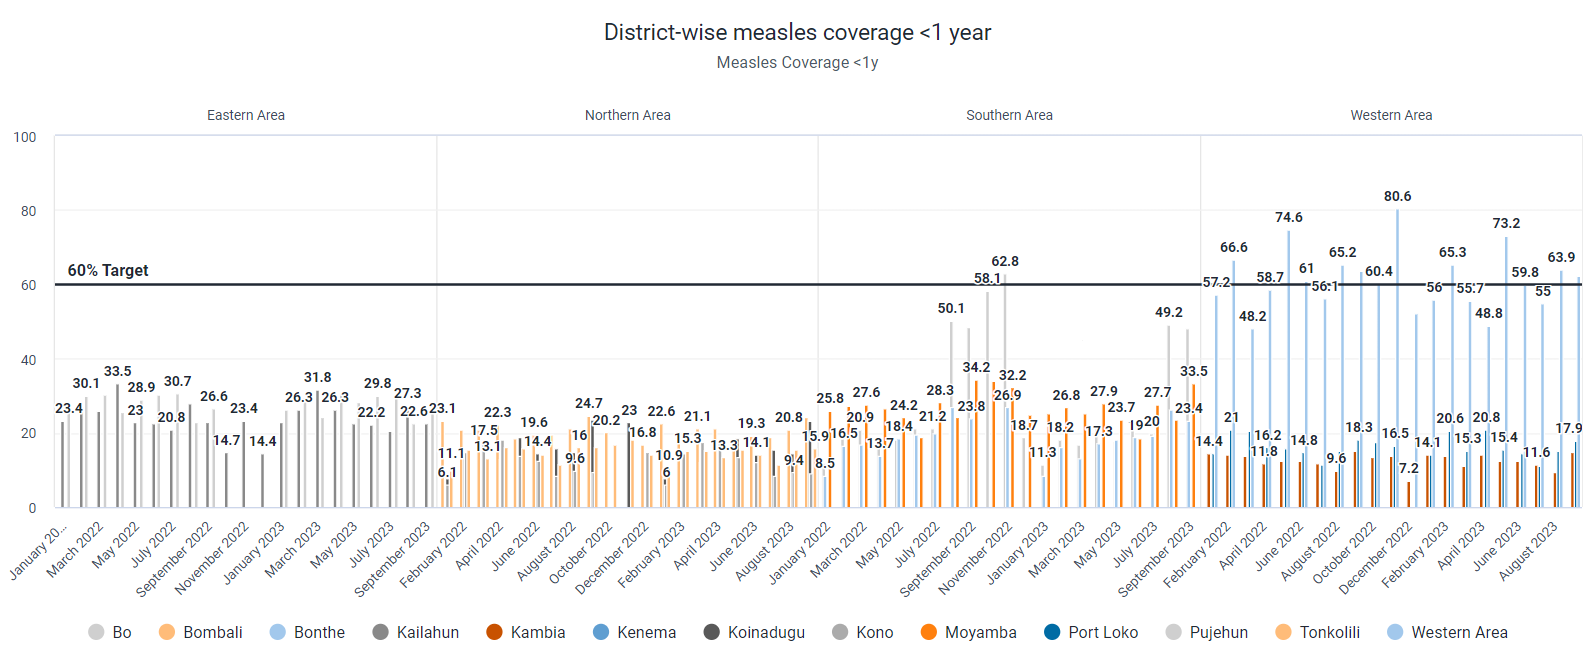 District-wise measles coverage <1 year
Measles Coverage <1y
Eastern Area Northern Area Southern Area Western Area
100
80
60
40
20
0
60% Target
23.4 30.1 33.5 28.9 23 30.7 20.8 26.6 14.7 23.4 14.4 26.3 31.8 26.3 29.8 22.2 27.3 22.6 23.1
6.1 11.1 17.5 13.1 22.3 19.6 14.4 16 9.6 24.7 20.2 23 16.8 22.6 10.9 6 15.3 21.1 13.3 19.3 14.1 20.8 9.4 15.9
8.5 25.8 16.5 20.9 27.6 13.7 18.4 24.2 21.2 28.3 50.1 23.8 34.2 58.1 62.8 26.9 32.2 18.7 11.3 18.2 26.8 17.3 27.9 23.7 19 20 27.7 49.2 23.4 33.5
14.4 57.2 66.6 21 48.2 58.7 16.2 11.8 74.6 61 14.8 56.1 65.2 9.6 18.3 60.4 80.6 16.5 7.2 56 14.1 65.3 20.6 55.7 15.3 48.8 20.8 73.2 15.4 59.8 55 11.6 63.9 17.9
January 20...
March 2022
May 2022
July 2022
September 2022
November 2022
January 2023
March 2023
May 2023
July 2023
September 2023
February 2022
April 2022
June 2022
August 2022
October 2022
December 2022
February 2023
April 2023
June 2023
August 2023
January 2022
March 2022
May 2022
July 2022
September 2022
November 2022
January 2023
March 2023
May 2023
July 2023
September 2023
February 2022
April 2022
June 2022
August 2022
October 2022
December 2022
February 2023
April 2023
June 2023
August 2023
Bo Bombali Bonthe Kailahun Kambia Kenema Koinadugu Kono Moyamba Port Loko Pujehun Tonkolili Western Area